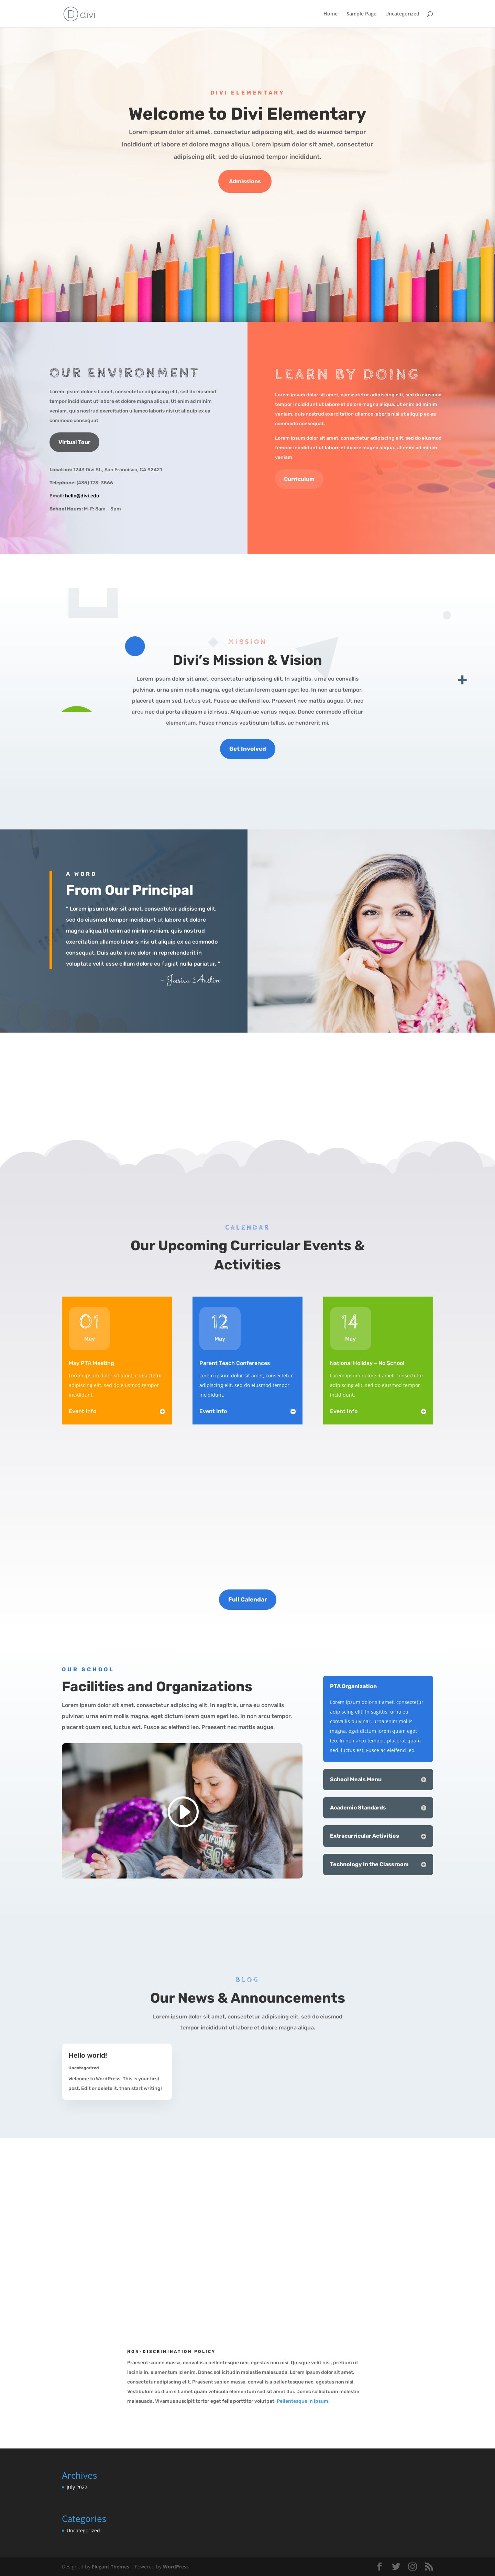 D divi
Home Sample Page Uncategorized
DIVI ELEMENTARY
Welcome to Divi Elementary
Lorem ipsum dolor sit amet, consectetur adipiscing elit, sed do eiusmod tempor
incididunt ut labore et dolore magna aliqua. Lorem ipsum dolor sit amet, consectetur
adipiscing elit, sed do eiusmod tempor incididunt.
Admissions
OUR ENVIRONMENT
Lorem ipsum dolor sit amet, consectetur adipiscing elit, sed do eiusmod
tempor incididunt ut labore et dolore magna aliqua. Ut enim ad minim
veniam, quis nostrud exercitation ullamco laboris nisi ut aliquip ex ea
commodo consequat.
Virtual Tour
Location: 1243 Divi St., San Francisco, CA 92421
Telephone: (435) 123-3566
Email: hello@divi.edu
School Hours: M-F: 8am – 3pm
LEARN BY DOING
Lorem ipsum dolor sit amet, consectetur adipiscing elit, sed do eiusmod
tempor incididunt ut labore et dolore magna aliqua. Ut enim ad minim
veniam, quis nostrud exercitation ullamco laboris nisi ut aliquip ex ea
commodo consequat.
Lorem ipsum dolor sit amet, consectetur adipiscing elit, sed do eiusmod
tempor incididunt ut labore et dolore magna aliqua. Ut enim ad minim
veniam
Curriculum
MISSION
Divi's Mission & Vision
Lorem ipsum dolor sit amet, consectetur adipiscing elit. In sagittis, urna eu convallis
pulvinar, urna enim mollis magna, eget dictum lorem quam eget leo. In non arcu tempor,
placerat quam sed, luctus est. Fusce ac eleifend leo. Praesent nec mattis augue. Ut nec
arcu nec dui porta aliquam a id risus. Aliquam ac varius neque. Donec commodo efficitur
elementum. Fusce rhoncus vestibulum tellus, ac hendrerit mi.
Get Involved
A WORD
From Our Principal
" Lorem ipsum dolor sit amet, consectetur adipiscing elit,
sed do eiusmod tempor incididunt ut labore et dolore
magna aliqua.Ut enim ad minim veniam, quis nostrud
exercitation ullamco laboris nisi ut aliquip ex ea commodo
consequat. Duis aute irure dolor in reprehenderit in
voluptate velit esse cillum dolore eu fugiat nulla pariatur. "
– Jessica Austin
CALENDAR
Our Upcoming Curricular Events &
Activities
01
May
May PTA Meeting
Lorem ipsum dolor sit amet, consectetur
adipiscing elit, sed do eiusmod tempor
incididunt.
Event Info
12
May
Parent Teach Conferences
Lorem ipsum dolor sit amet, consectetur
adipiscing elit, sed do eiusmod tempor
incididunt.
Event Info
14
May
National Holiday – No School
Lorem ipsum dolor sit amet, consectetur
adipiscing elit, sed do eiusmod tempor
incididunt.
Event Info
Full Calendar
OUR SCHOOL
Facilities and Organizations
Lorem ipsum dolor sit amet, consectetur adipiscing elit. In sagittis, urna eu convallis
pulvinar, urna enim mollis magna, eget dictum lorem quam eget leo. In non arcu tempor,
placerat quam sed, luctus est. Fusce ac eleifend leo. Praesent nec mattis augue.
PTA Organization
Lorem ipsum dolor sit amet, consectetur
adipiscing elit. In sagittis, urna eu
convallis pulvinar, urna enim mollis
magna, eget dictum lorem quam eget
leo. In non arcu tempor, placerat quam
sed, luctus est. Fusce ac eleifend leo.
School Meals Menu
Academic Standards
Extracurricular Activities
Technology In the Classroom
BLOG
Our News & Announcements
Lorem ipsum dolor sit amet, consectetur adipiscing elit, sed do eiusmod
tempor incididunt ut labore et dolore magna aliqua.
Hello world!
Uncategorized
Welcome to WordPress. This is your first
post. Edit or delete it, then start writing!
NON-DISCRIMINATION POLICY
Praesent sapien massa, convallis a pellentesque nec, egestas non nisi. Quisque velit nisi, pretium ut
lacinia in, elementum id enim. Donec sollicitudin molestie malesuada. Lorem ipsum dolor sit amet,
consectetur adipiscing elit. Praesent sapien massa, convallis a pellentesque nec, egestas non nisi.
Vestibulum ac diam sit amet quam vehicula elementum sed sit amet dui. Donec sollicitudin molestie
malesuada. Vivamus suscipit tortor eget felis porttitor volutpat. Pellentesque in ipsum.
Archives
July 2022
Categories
Uncategorized
Designed by Elegant Themes | Powered by WordPress